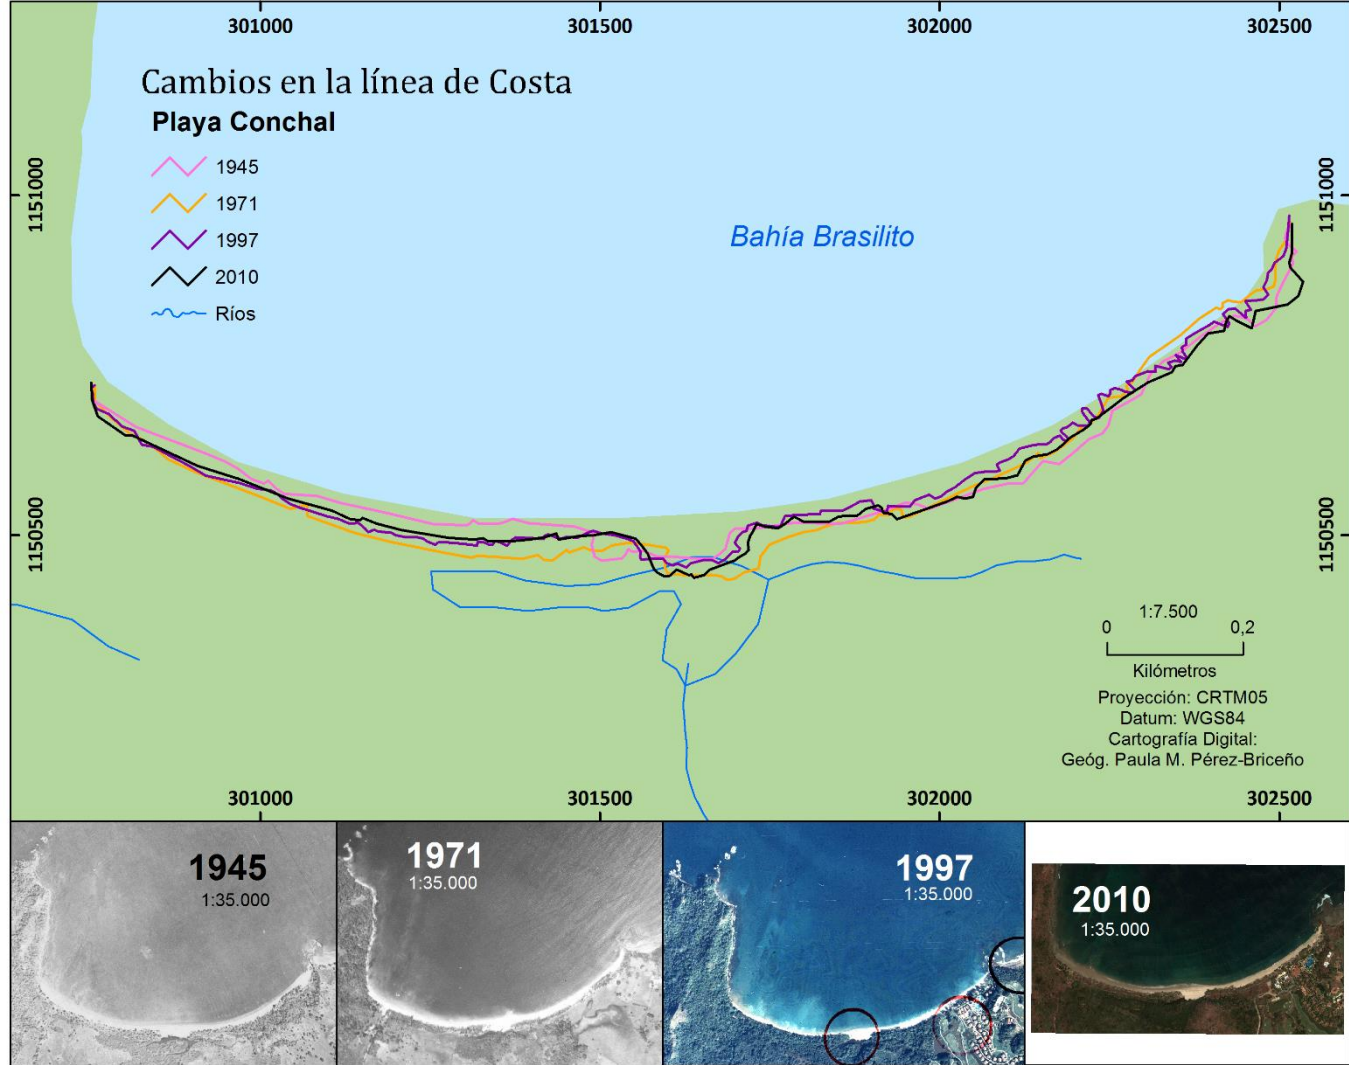 301000 301500 302000 302500
Cambios en la línea de Costa
Playa Conchal
1945
1971
1997
2010
Ríos
1151000
1151000
Bahía Brasilito
1150500
1150500
1:7.500
0 0,2
Kilómetros
Proyección: CRTM05
Datum: WGS84
Cartografía Digital:
Geóg. Paula M. Pérez-Briceño
301000 301500 302000 302500
1945
1:35.000
1971
1:35.000
1997
1:35.000
2010
1:35.000